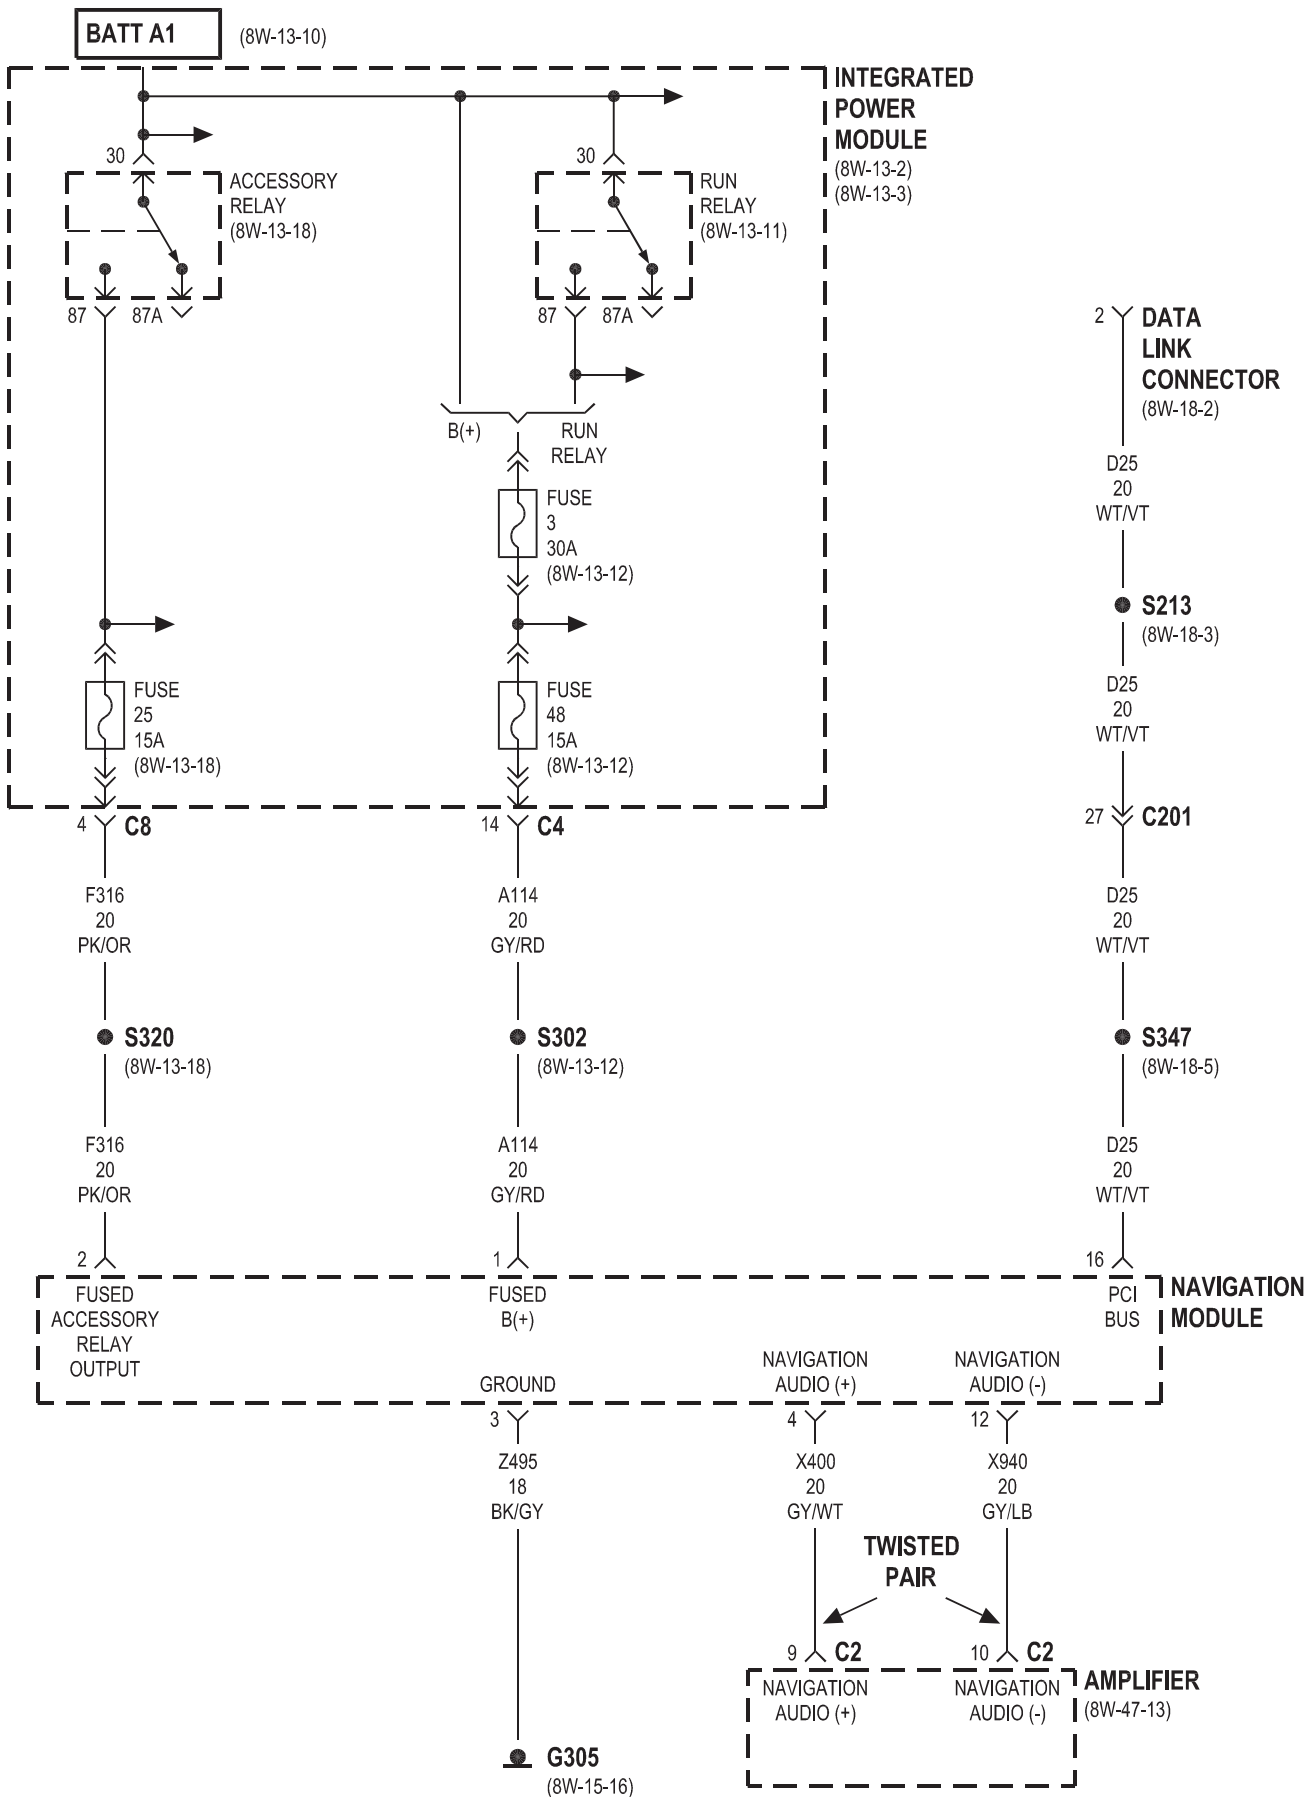 BATT A1
(8W-13-10)
INTEGRATED
POWER
MODULE
(8W-13-2)
(8W-13-3)
30
ACCESSORY
RELAY
(8W-13-18)
87
87A
30
RUN
RELAY
(8W-13-11)
87
87A
B(+)
RUN
RELAY
FUSE
3
30A
(8W-13-12)
FUSE
25
15A
(8W-13-18)
FUSE
48
15A
(8W-13-12)
2
DATA
LINK
CONNECTOR
(8W-18-2)
D25
20
WT/VT
S213
(8W-18-3)
D25
20
WT/VT
4
C8
14
C4
27
C201
F316
20
PK/OR
A114
20
GY/RD
D25
20
WT/VT
S320
(8W-13-18)
S302
(8W-13-12)
S347
(8W-18-5)
F316
20
PK/OR
A114
20
GY/RD
D25
20
WT/VT
2
1
16
NAVIGATION
MODULE
FUSED
ACCESSORY
RELAY
OUTPUT
FUSED
B(+)
PCI
BUS
GROUND
NAVIGATION
AUDIO (+)
NAVIGATION
AUDIO (-)
3
4
12
Z495
18
BK/GY
X400
20
GY/WT
X940
20
GY/LB
TWISTED
PAIR
9
C2
10
C2
AMPLIFIER
(8W-47-13)
NAVIGATION
AUDIO (+)
NAVIGATION
AUDIO (-)
G305
(8W-15-16)